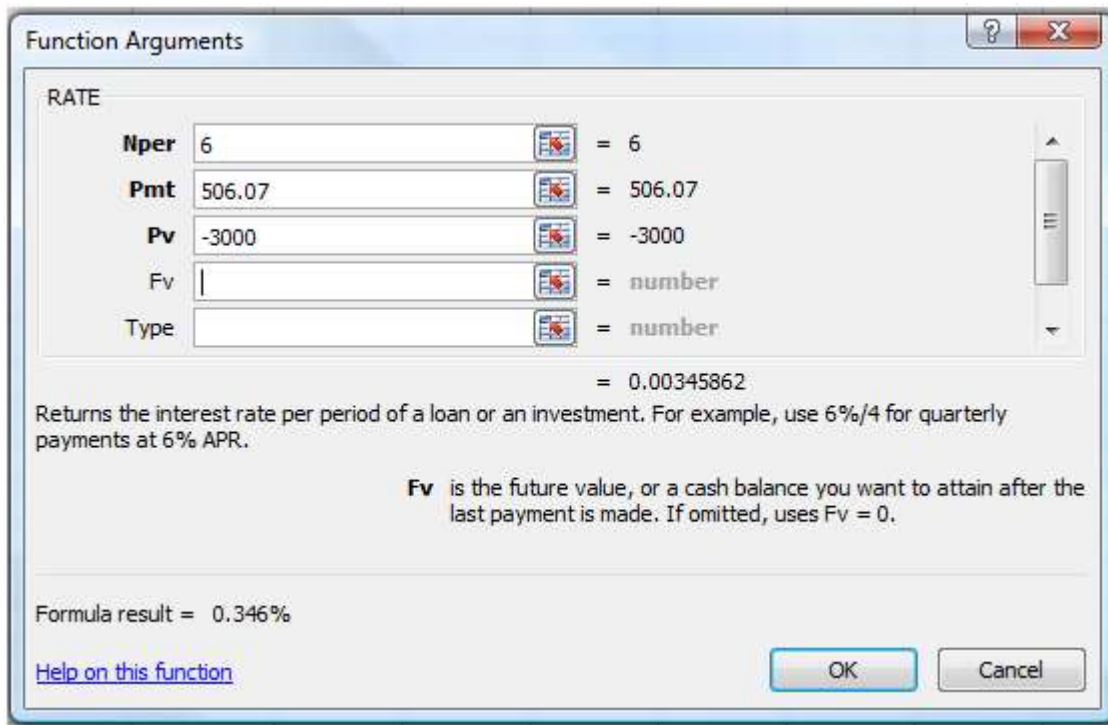 Function Arguments
RATE
Nper 6 = 6
Pmt 506.07 = 506.07
Pv -3000 = -3000
Fv = number
Type = number
= 0.00345862
Returns the interest rate per period of a loan or an investment. For example, use 6%/4 for quarterly
payments at 6% APR.
Fv is the future value, or a cash balance you want to attain after the
last payment is made. If omitted, uses Fv = 0.
Formula result = 0.346%
Help on this function
OK Cancel